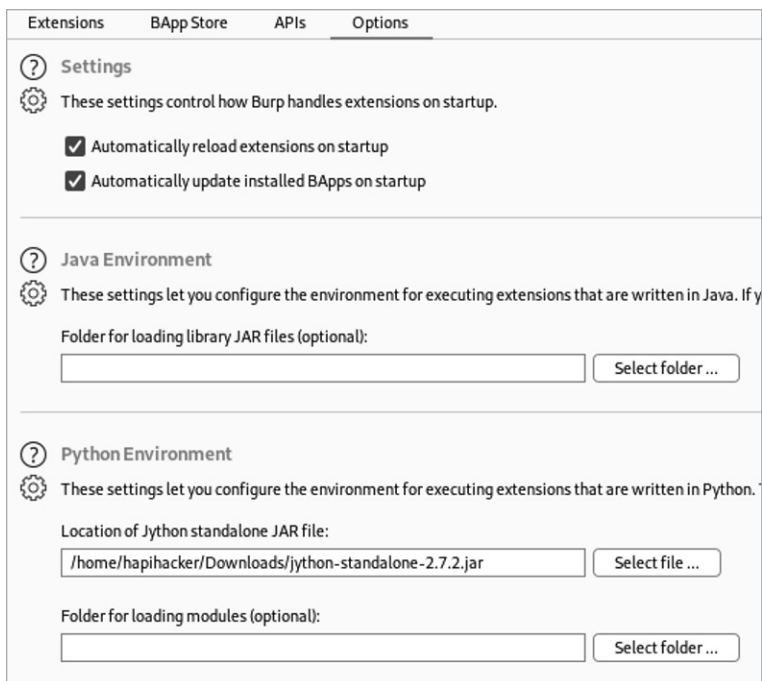 Extensions BApp Store APIs Options
Settings
These settings control how Burp handles extensions on startup.
Automatically reload extensions on startup
Automatically update installed BApps on startup
Java Environment
These settings let you configure the environment for executing extensions that are written in Java. If y
Folder for loading library JAR files (optional):
Select folder ...
Python Environment
These settings let you configure the environment for executing extensions that are written in Python.
Location of Jython standalone JAR file:
/home/hapihacker/Downloads/jython-standalone-2.7.2.jar Select file ...
Folder for loading modules (optional):
Select folder ...